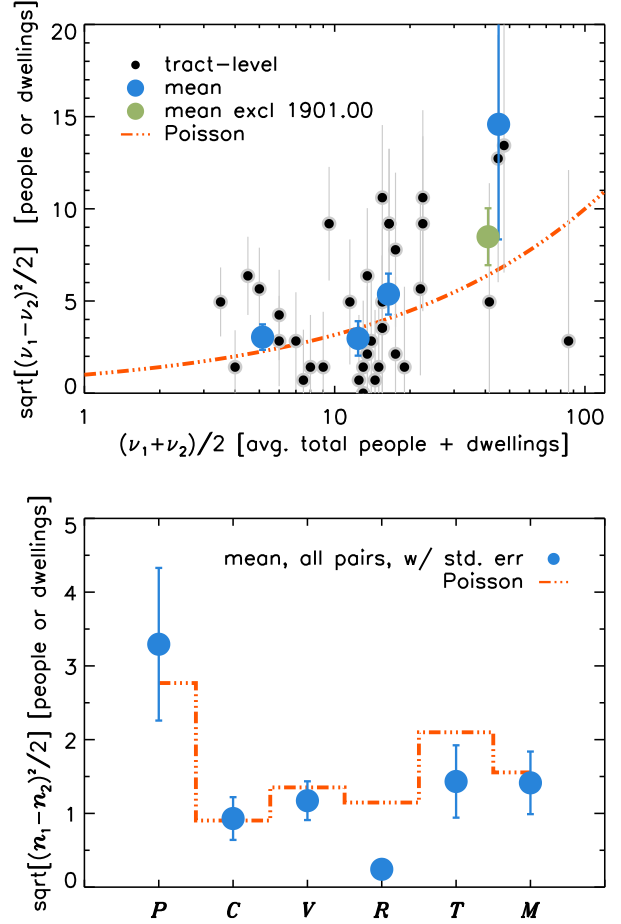 20
15
10
5
0
sqrt[(ν₁−ν₂)²/2] [people or dwellings]
tract−level
mean
mean excl 1901.00
Poisson
1
10
100
(ν₁+ν₂)/2 [avg. total people + dwellings]
5
4
3
2
1
0
sqrt[(n₁−n₂)²/2] [people or dwellings]
mean, all pairs, w/ std. err
Poisson
P C V R T M